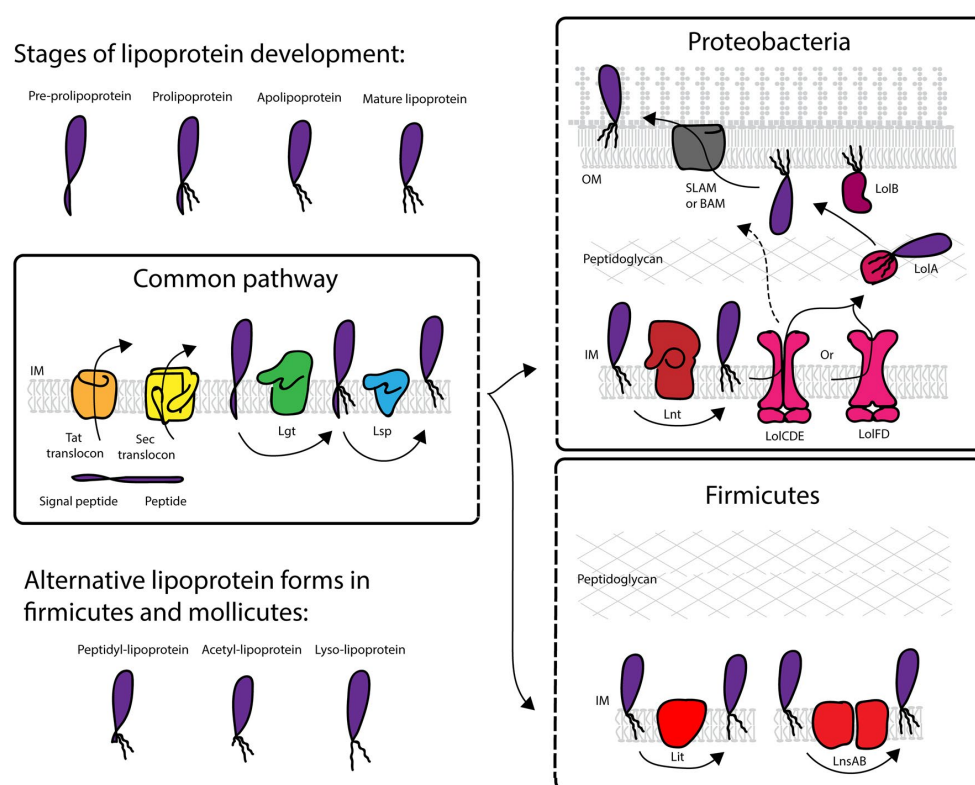 Stages of lipoprotein development:
Pre-prolipoprotein
Prolipoprotein
Apolipoprotein
Mature lipoprotein
Common pathway
IM
Tat
translocon
Sec
translocon
Lgt
Lsp
Signal peptide
Peptide
Alternative lipoprotein forms in
firmicutes and mollicutes:
Peptidyl-lipoprotein
Acetyl-lipoprotein
Lyso-lipoprotein
Proteobacteria
OM
SLAM
or BAM
LolB
Peptidoglycan
LolA
IM
Lnt
LolCDE
Or
LolFD
Firmicutes
Peptidoglycan
IM
Lit
LnsAB